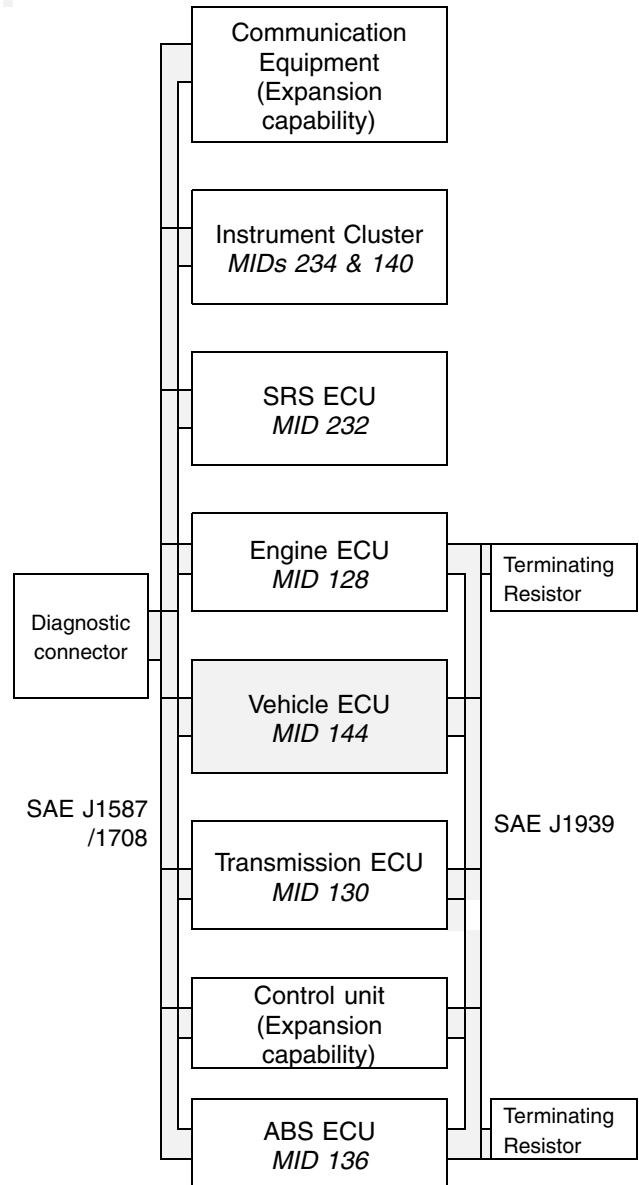 Communication
Equipment
(Expansion
capability)
Instrument Cluster
MIDs 234 & 140
SRS ECU
MID 232
Engine ECU
MID 128
Terminating
Resistor
Diagnostic
connector
Vehicle ECU
MID 144
SAE J1587
/1708
SAE J1939
Transmission ECU
MID 130
Control unit
(Expansion
capability)
ABS ECU
MID 136
Terminating
Resistor